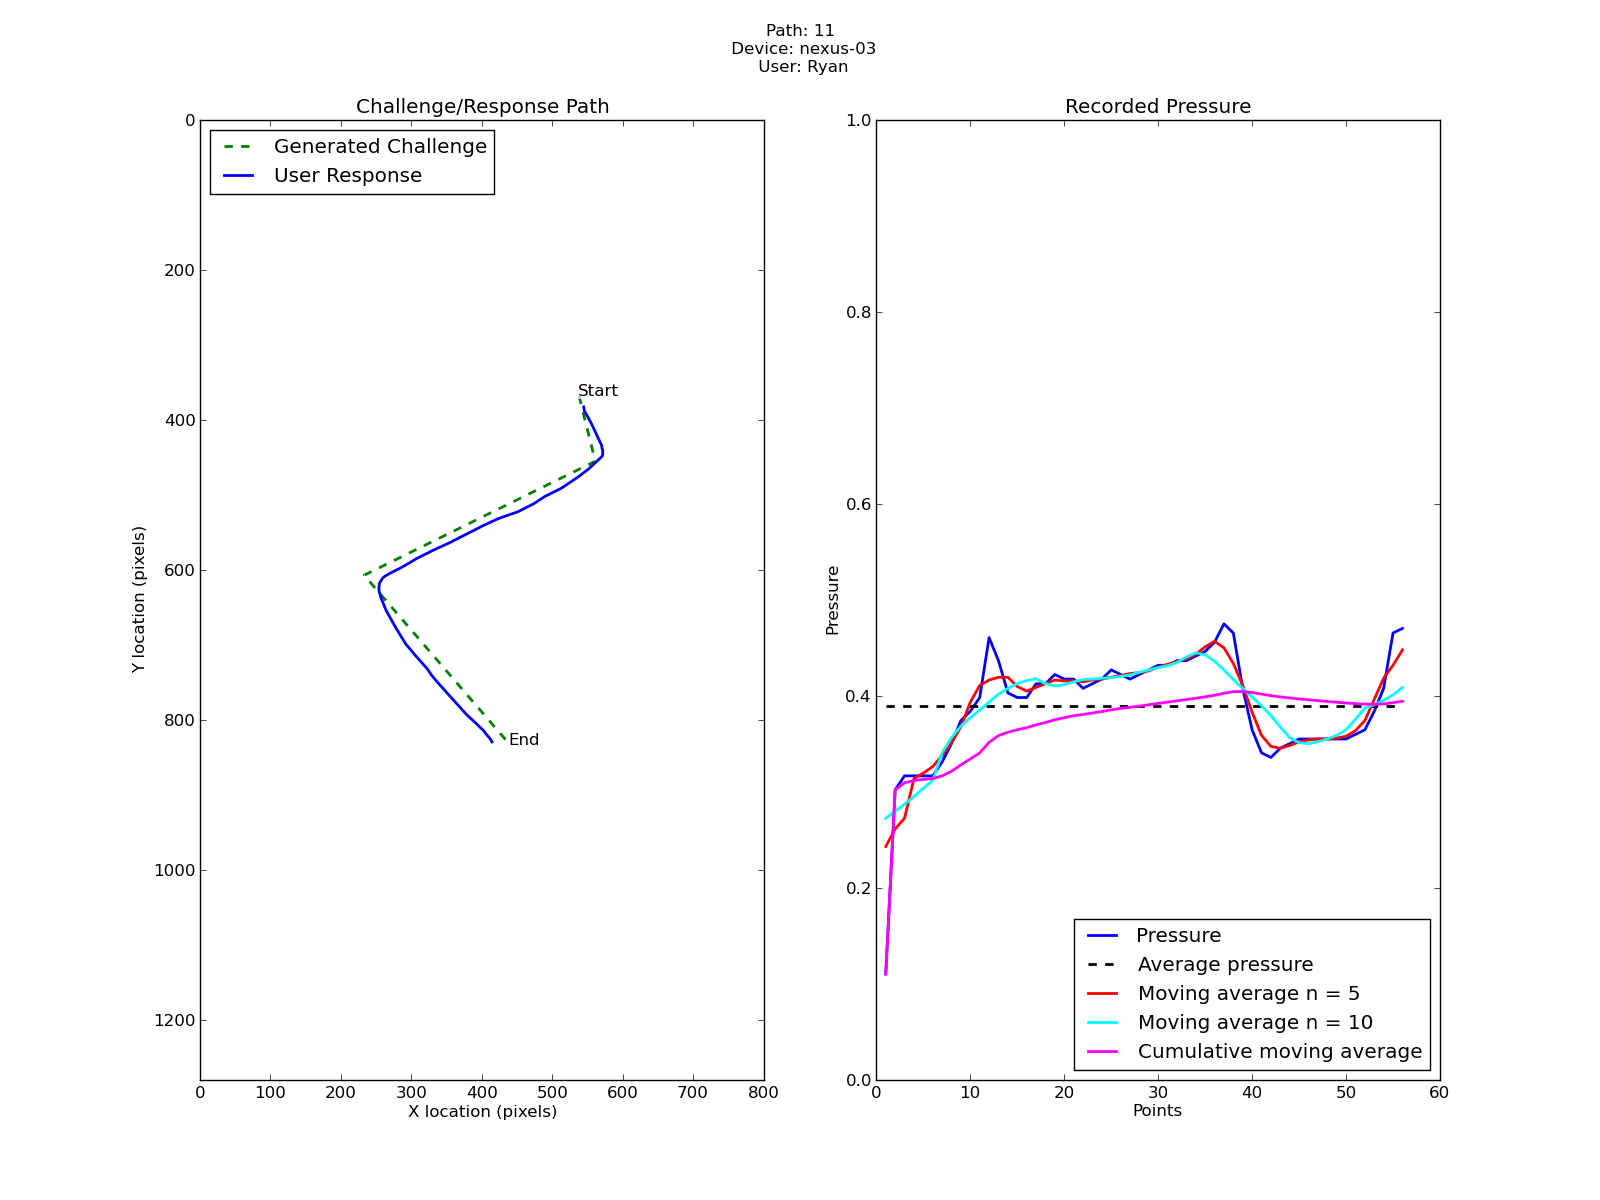 Path: 11
Device: nexus-03
User: Ryan
Challenge/Response Path
Generated Challenge
User Response
Start
End
0
200
400
600
800
1000
1200
Y location (pixels)
0 100 200 300 400 500 600 700 800
X location (pixels)
Recorded Pressure
1.0
0.8
0.6
0.4
0.2
0.0
Pressure
Pressure
Average pressure
Moving average n = 5
Moving average n = 10
Cumulative moving average
0 10 20 30 40 50 60
Points